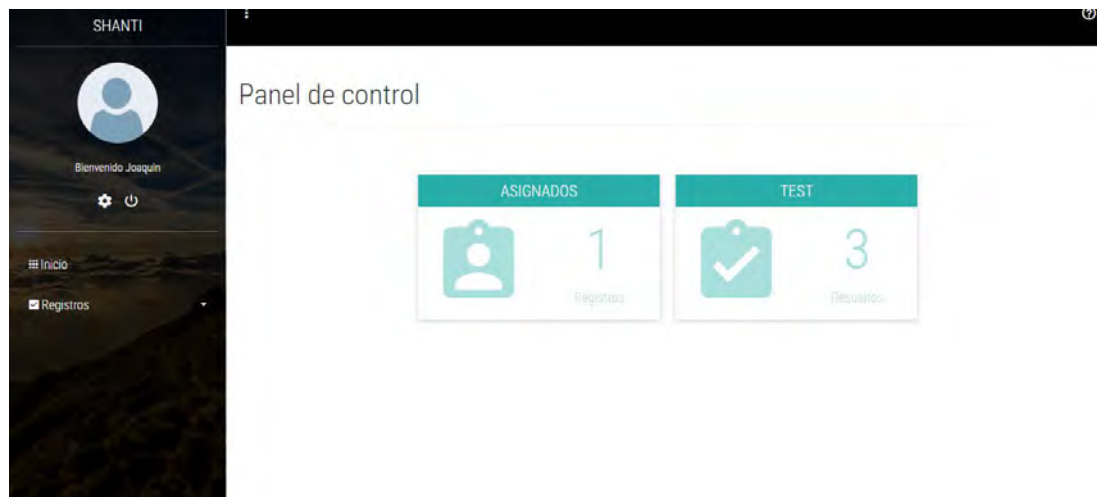 SHANTI
Bienvenido Joaquin
Inicio
Registros
Panel de control
ASIGNADOS
1
Registros
TEST
3
Resueltos